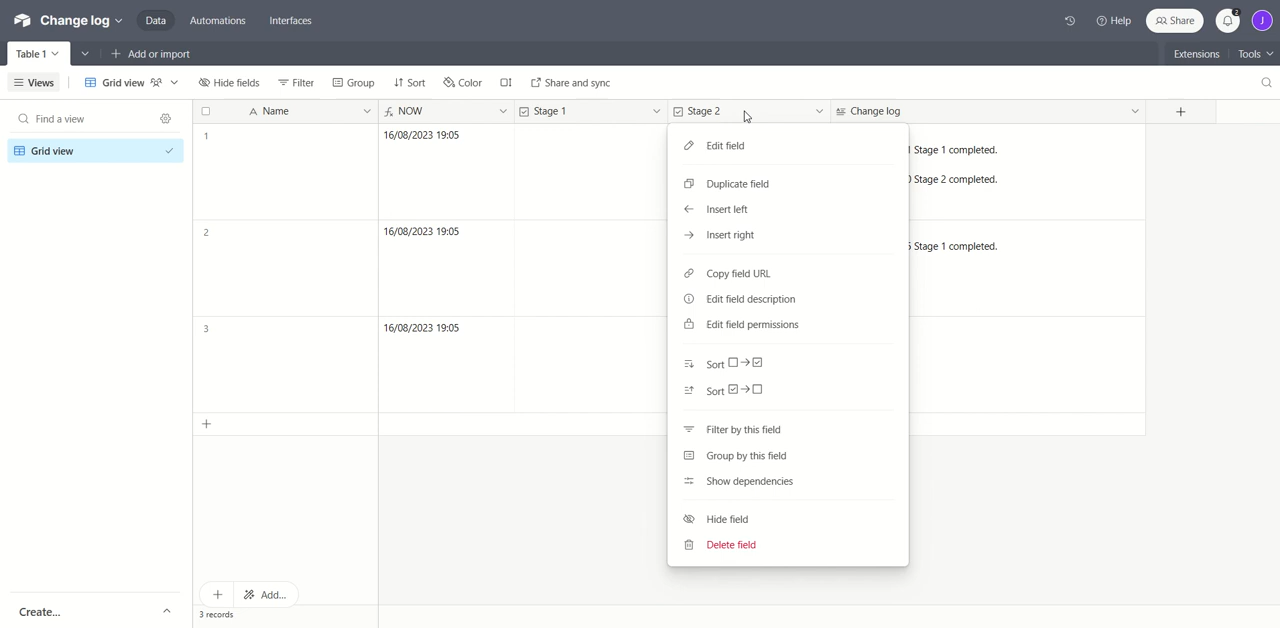 Change log
Data
Automations
Interfaces
Help
Share
2
J
Table 1
Add or import
Extensions
Tools
Views
Grid view
Hide fields
Filter
Group
Sort
Color
Share and sync
Find a view
Grid view
Name
NOW
Stage 1
Stage 2
Change log
1
16/08/2023 19:05
Stage 1 completed.
Stage 2 completed.
2
16/08/2023 19:05
Stage 1 completed.
3
16/08/2023 19:05
Edit field
Duplicate field
Insert left
Insert right
Copy field URL
Edit field description
Edit field permissions
Sort
Sort
Filter by this field
Group by this field
Show dependencies
Hide field
Delete field
Add...
Create...
3 records